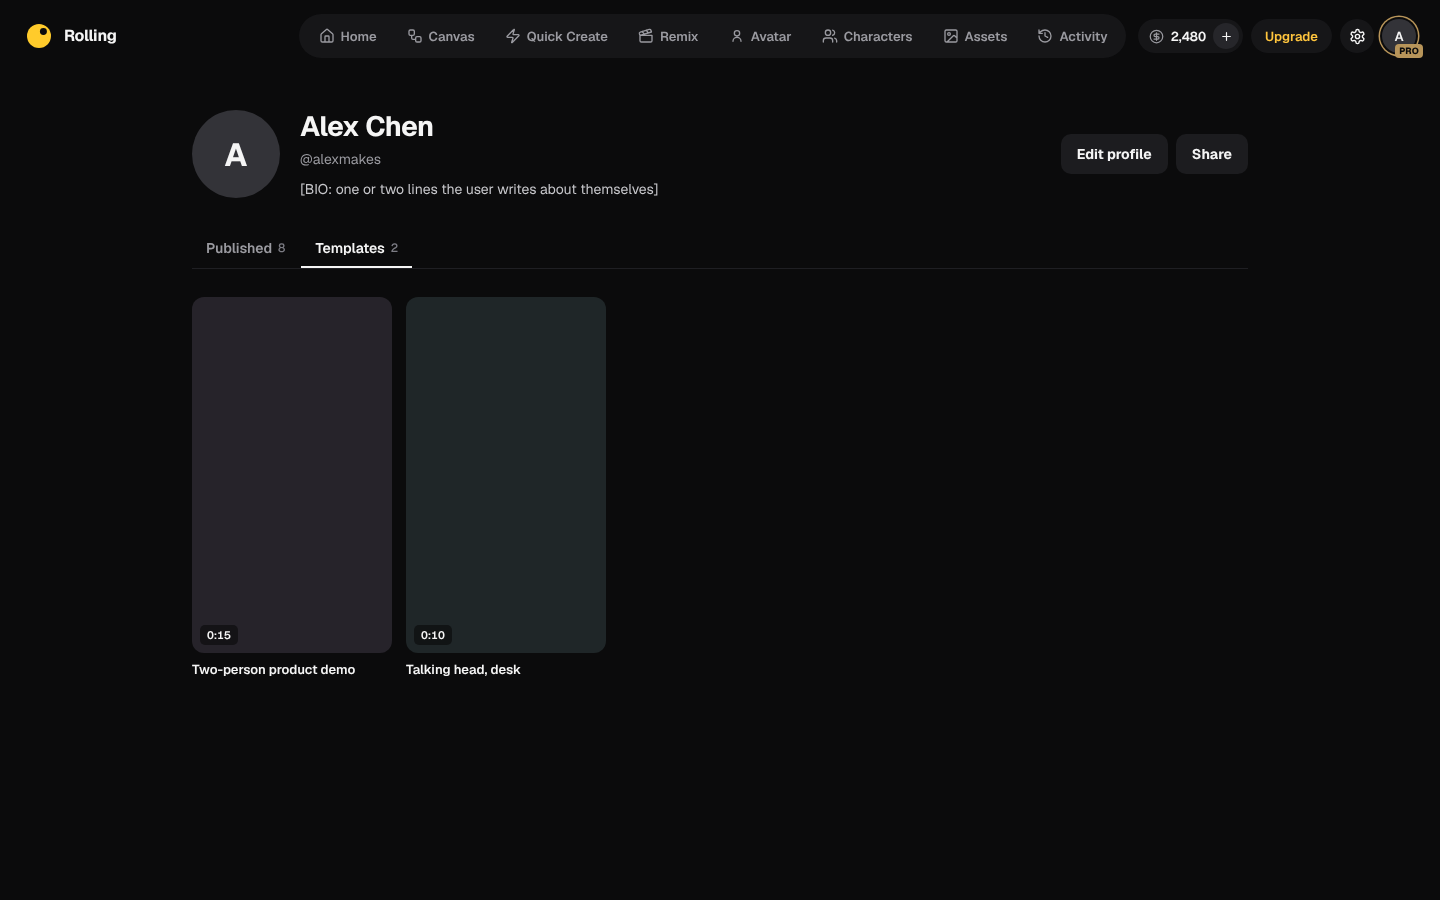 Rolling
Home
Canvas
Quick Create
Remix
Avatar
Characters
Assets
Activity
2,480
Upgrade
A
PRO
A
Alex Chen
@alexmakes
[BIO: one or two lines the user writes about themselves]
Edit profile
Share
Published 8
Templates 2
0:15
0:10
Two-person product demo
Talking head, desk